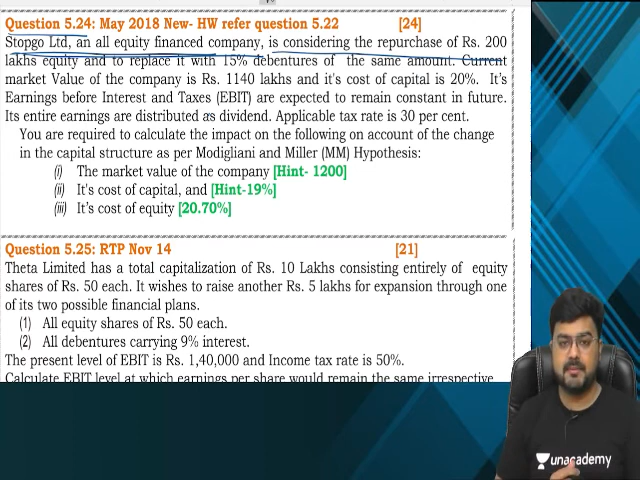 Question 5.24: May 2018 New- HW refer question 5.22 [24]
Stopgo Ltd, an all equity financed company, is considering the repurchase of Rs. 200
lakhs equity and to replace it with 15% debentures of the same amount. Current
market Value of the company is Rs. 1140 lakhs and it's cost of capital is 20%. It's
Earnings before Interest and Taxes (EBIT) are expected to remain constant in future.
Its entire earnings are distributed as dividend. Applicable tax rate is 30 per cent.
You are required to calculate the impact on the following on account of the change
in the capital structure as per Modigliani and Miller (MM) Hypothesis:
(i) The market value of the company [Hint- 1200]
(ii) It's cost of capital, and [Hint-19%]
(iii) It's cost of equity [20.70%]
Question 5.25: RTP Nov 14 [21]
Theta Limited has a total capitalization of Rs. 10 Lakhs consisting entirely of equity
shares of Rs. 50 each. It wishes to raise another Rs. 5 lakhs for expansion through one
of its two possible financial plans.
(1) All equity shares of Rs. 50 each.
(2) All debentures carrying 9% interest.
The present level of EBIT is Rs. 1,40,000 and Income tax rate is 50%.
Calculate EBIT level at which earnings per share would remain the same irrespective
unacademy